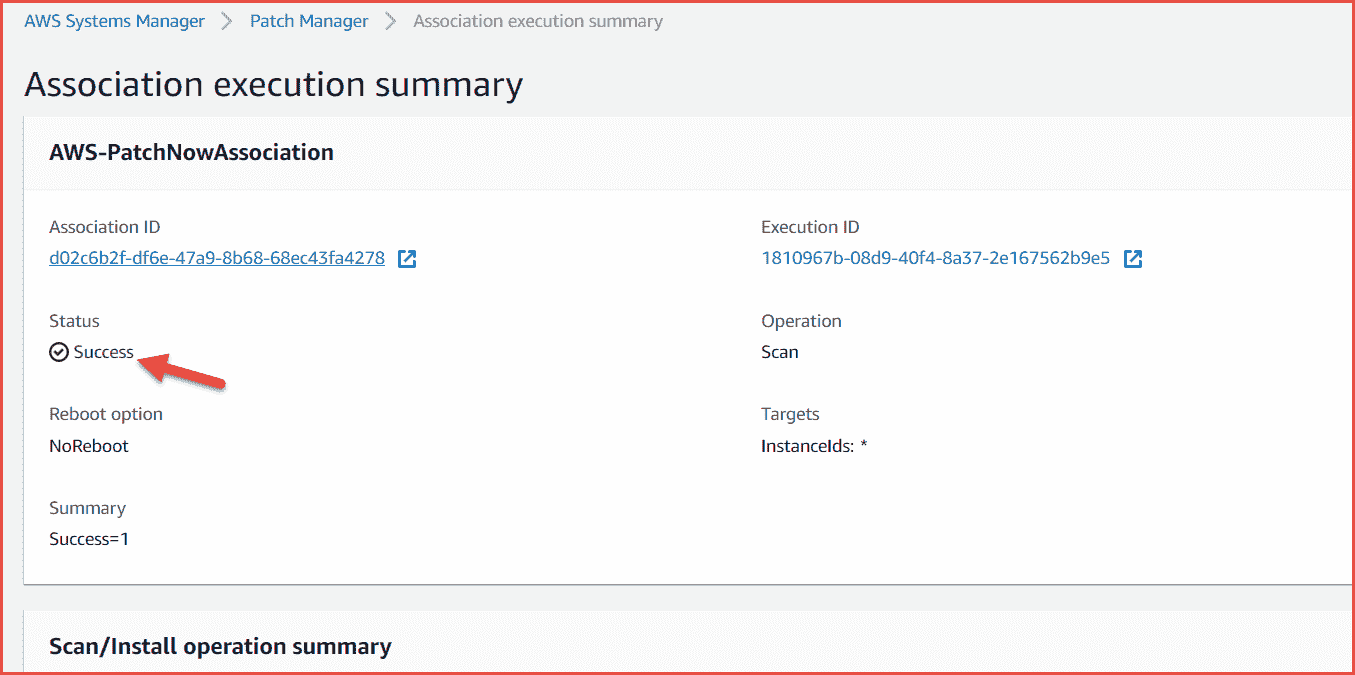 AWS Systems Manager > Patch Manager > Association execution summary
Association execution summary
AWS-PatchNowAssociation
Association ID
d02c6b2f-df6e-47a9-8b68-68ec43fa4278
Execution ID
1810967b-08d9-40f4-8a37-2e167562b9e5
Status
Success
Operation
Scan
Reboot option
NoReboot
Targets
InstanceIds: *
Summary
Success=1
Scan/Install operation summary